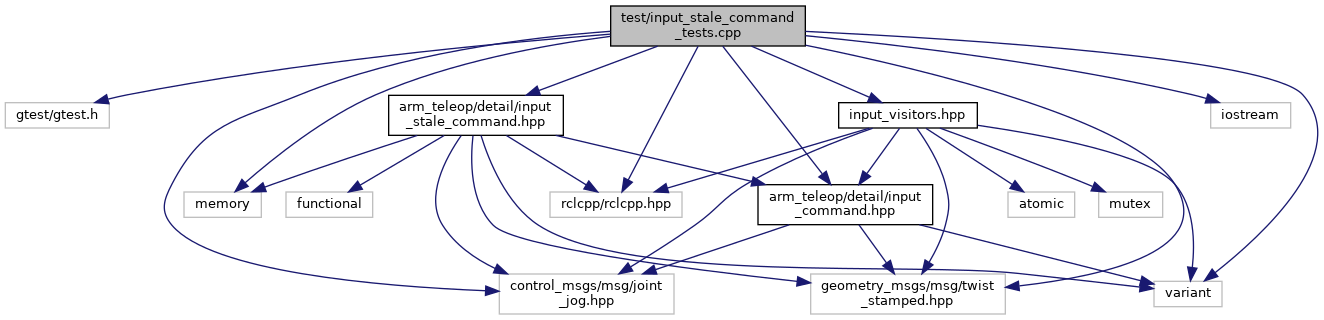 test/input_stale_command
_tests.cpp
gtest/gtest.h
arm_teleop/detail/input
_stale_command.hpp
input_visitors.hpp
iostream
memory
functional
rclcpp/rclcpp.hpp
arm_teleop/detail/input
_command.hpp
atomic
mutex
control_msgs/msg/joint
_jog.hpp
geometry_msgs/msg/twist
_stamped.hpp
variant